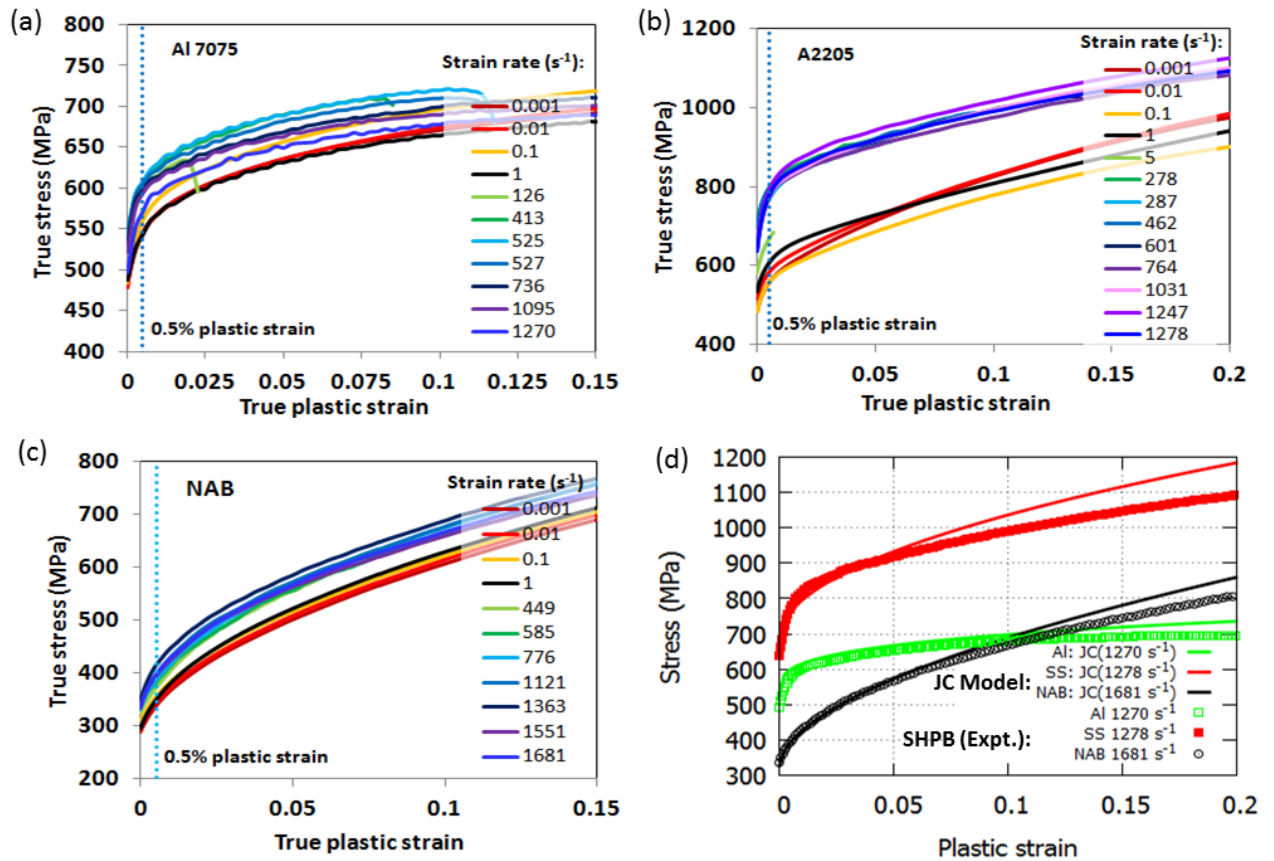 (a)
800
750
700
650
600
550
500
450
400
True stress (MPa)
Al 7075
Strain rate (s-1):
0.001
0.01
0.1
1
126
413
525
527
736
1095
1270
0.5% plastic strain
0 0.025 0.05 0.075 0.1 0.125 0.15
True plastic strain
(b)
1200
1000
800
600
400
True stress (MPa)
A2205
Strain rate (s-1):
0.001
0.01
0.1
1
5
278
287
462
601
764
1031
1247
1278
0.5% plastic strain
0 0.05 0.1 0.15 0.2
True plastic strain
(c)
800
700
600
500
400
300
200
True stress (MPa)
NAB
Strain rate (s-1)
0.001
0.01
0.1
1
449
585
776
1121
1363
1551
1681
0.5% plastic strain
0 0.05 0.1 0.15
True plastic strain
(d)
1200
1100
1000
900
800
700
600
500
400
300
Stress (MPa)
JC Model:
Al: JC(1270 s-1)
SS: JC(1278 s-1)
NAB: JC(1681 s-1)
SHPB (Expt.):
Al 1270 s-1
SS 1278 s-1
NAB 1681 s-1
0 0.05 0.1 0.15 0.2
Plastic strain